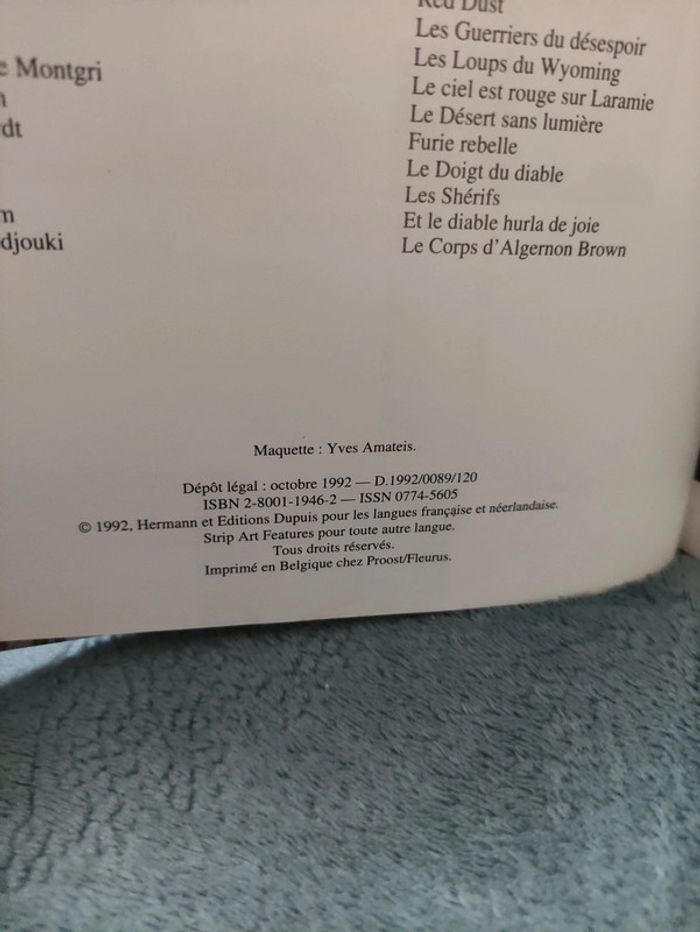 Montgri
dt
m
djouki
Red Dust
Les Guerriers du désespoir
Les Loups du Wyoming
Le ciel est rouge sur Laramie
Le Désert sans lumière
Furie rebelle
Le Doigt du diable
Les Shérifs
Et le diable hurla de joie
Le Corps d'Algernon Brown
Maquette : Yves Amateis.
Dépôt légal : octobre 1992 — D.1992/0089/120
ISBN 2-8001-1946-2 — ISSN 0774-5605
© 1992, Hermann et Editions Dupuis pour les langues française et néerlandaise.
Strip Art Features pour toute autre langue.
Tous droits réservés.
Imprimé en Belgique chez Proost/Fleurus.